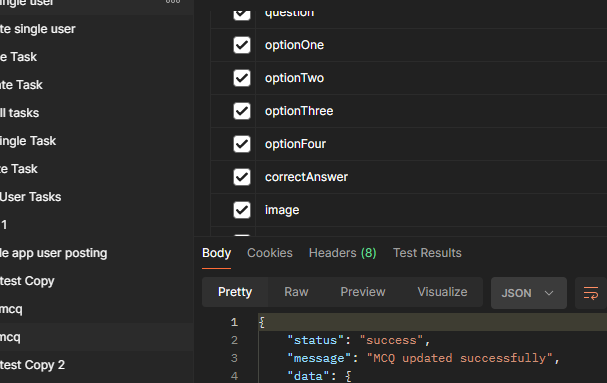 ngle user
te single user
e Task
te Task
ll tasks
ingle Task
te Task
User Tasks
1
le app user posting
test Copy
mcq
mcq
test Copy 2
question
optionOne
optionTwo
optionThree
optionFour
correctAnswer
image
Body Cookies Headers (8) Test Results
Pretty Raw Preview Visualize JSON
1 {
2 "status": "success",
3 "message": "MCQ updated successfully",
4 "data": {